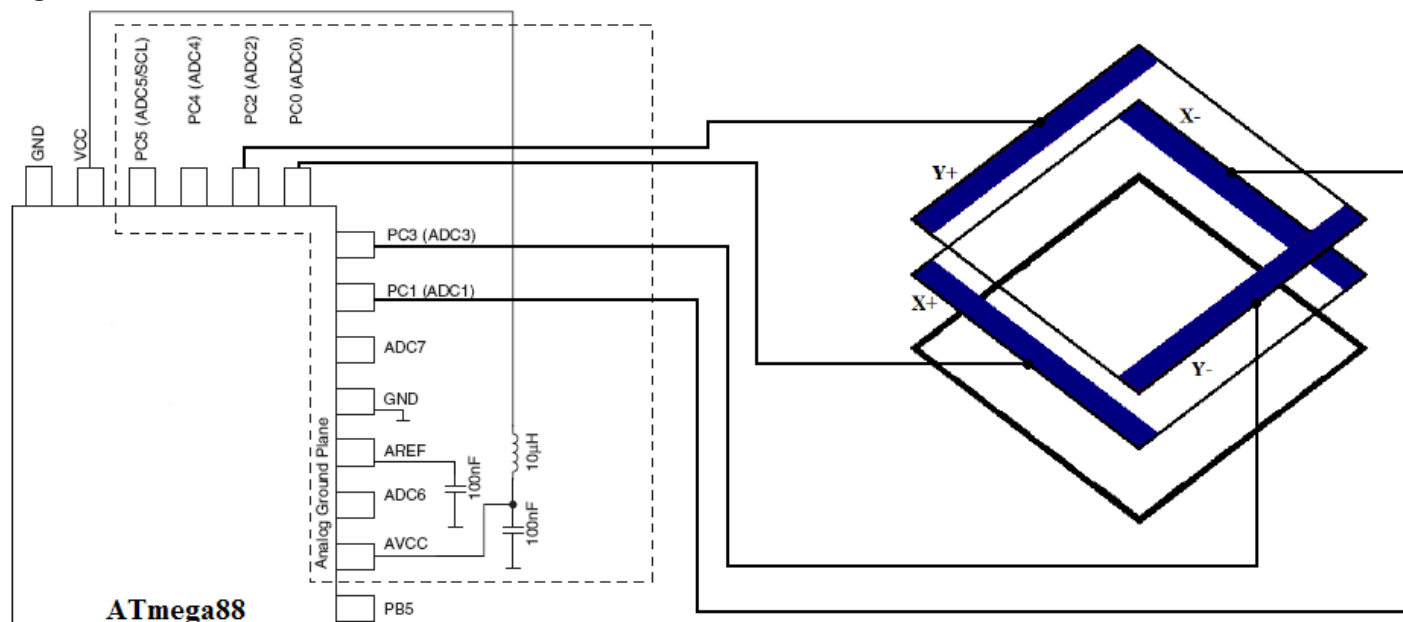 GND
VCC
PC5 (ADC5/SCL)
PC4 (ADC4)
PC2 (ADC2)
PC0 (ADC0)
PC3 (ADC3)
PC1 (ADC1)
ADC7
GND
AREF
ADC6
AVCC
PB5
Analog Ground Plane
100nF
10µH
100nF
ATmega88
X-
Y+
X+
Y-